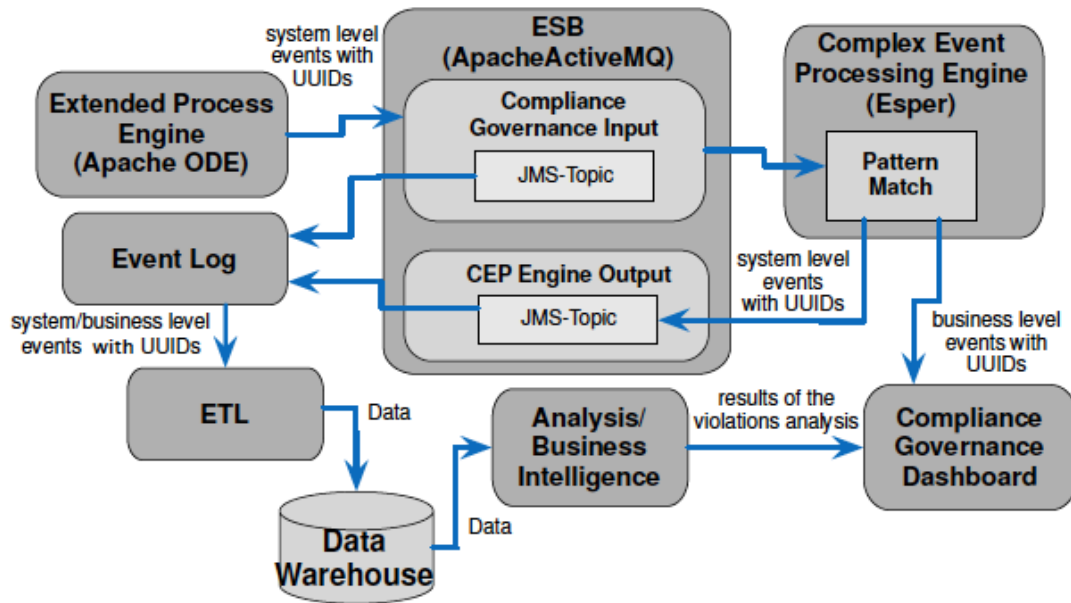 system level
events with
UUIDs
ESB
(ApacheActiveMQ)
Complex Event
Processing Engine
(Esper)
Extended Process
Engine
(Apache ODE)
Compliance
Governance Input
JMS-Topic
Pattern
Match
Event Log
CEP Engine Output
JMS-Topic
system level
events
with UUIDs
business level
events with
UUIDs
system/business level
events with UUIDs
ETL
Data
Analysis/
Business
Intelligence
results of the
violations analysis
Compliance
Governance
Dashboard
Data
Data
Warehouse